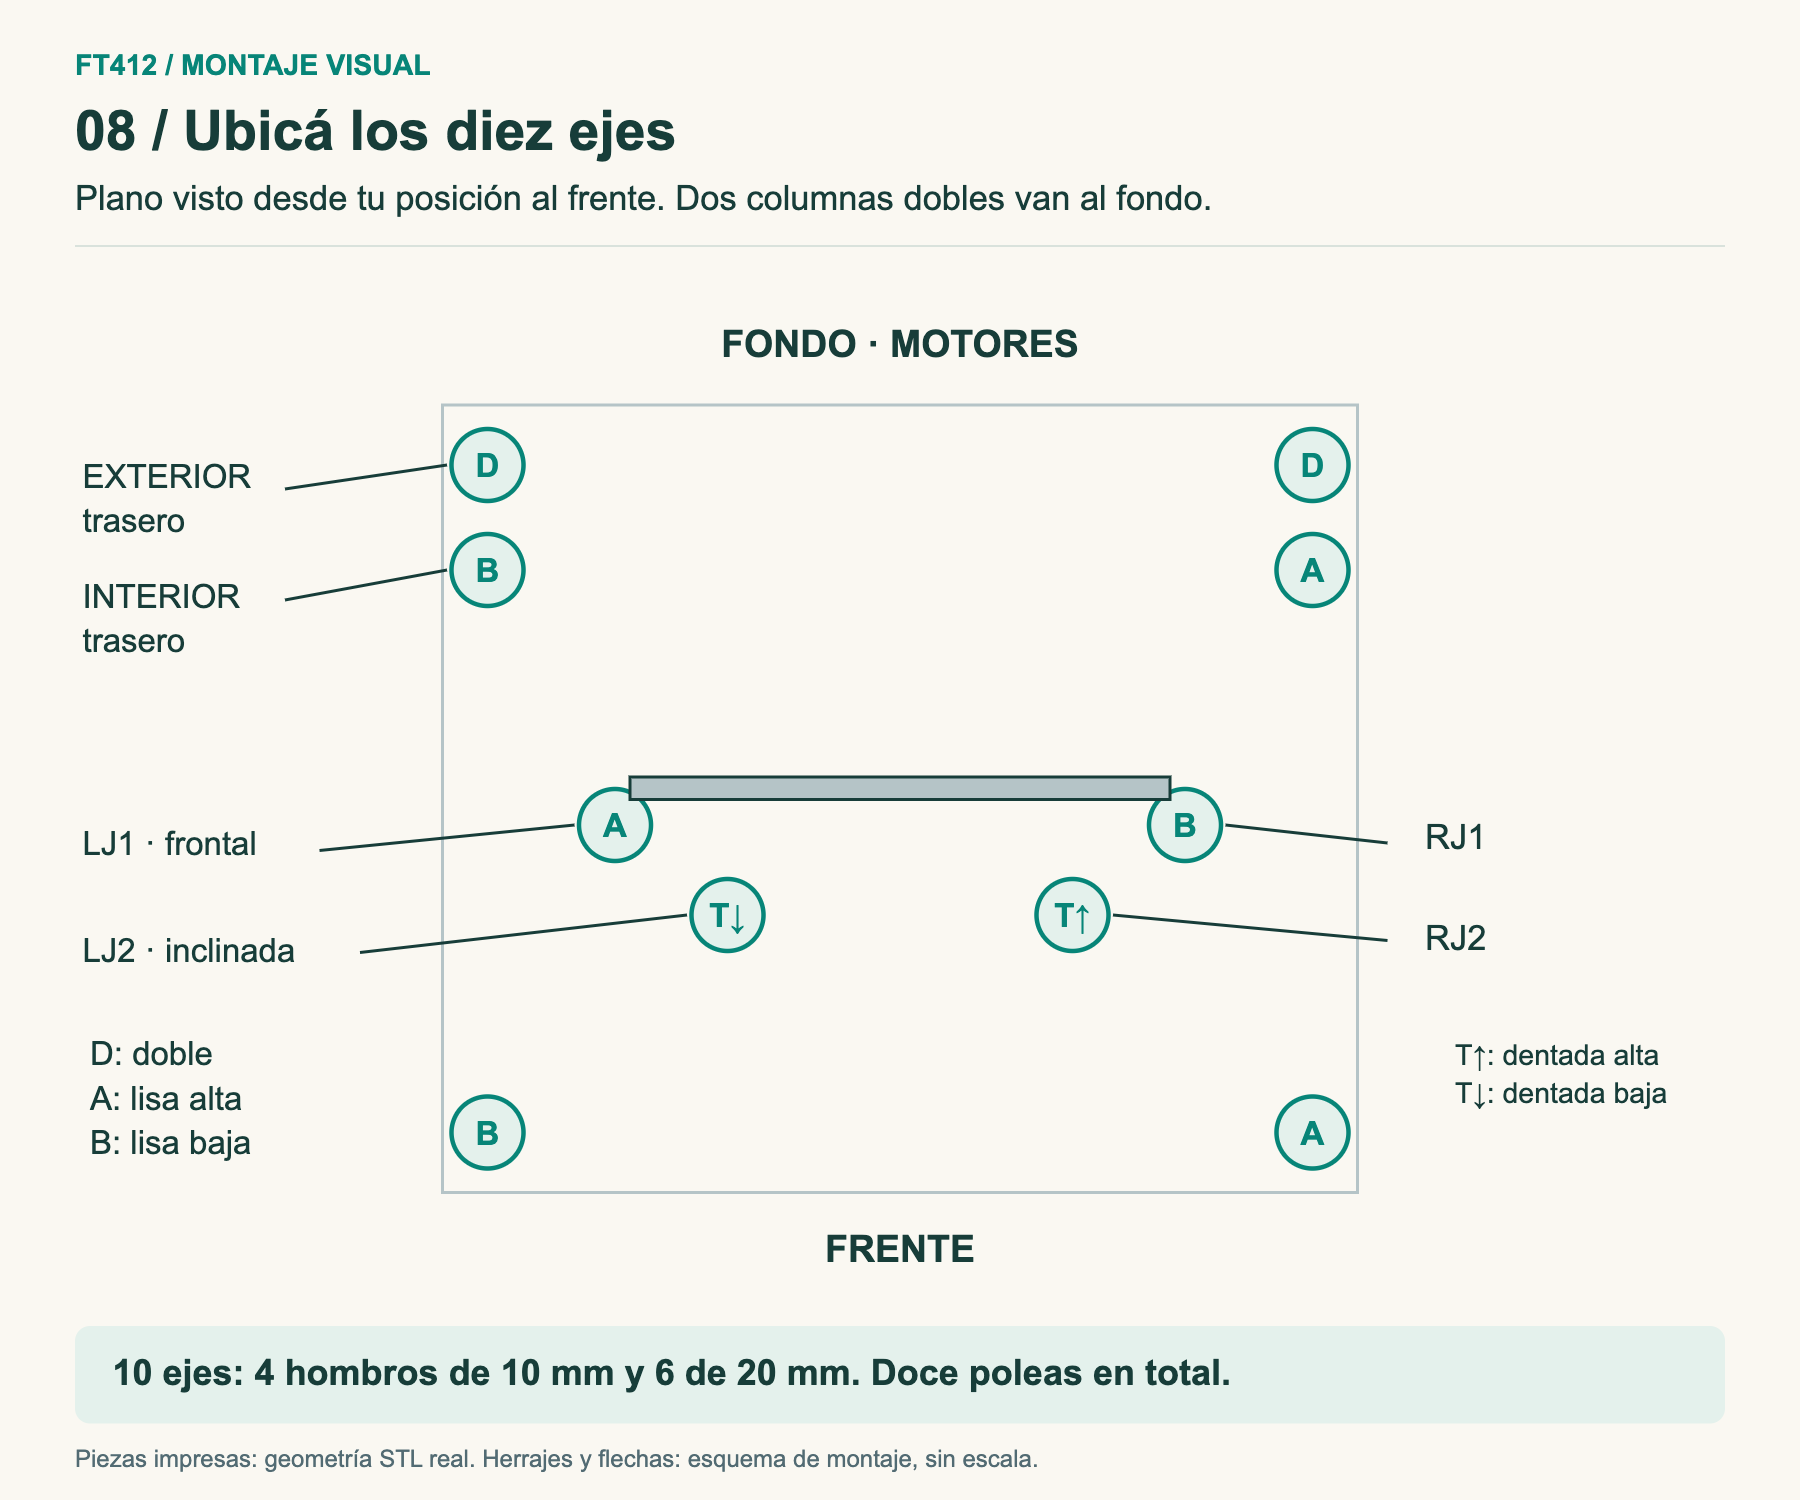 FT412 / MONTAJE VISUAL
08 / Ubicá los diez ejes
Plano visto desde tu posición al frente. Dos columnas dobles van al fondo.
FONDO · MOTORES
D
D
EXTERIOR
trasero
B
A
INTERIOR
trasero
A
B
LJ1 · frontal
RJ1
T↓
T↑
LJ2 · inclinada
RJ2
D: doble
A: lisa alta
B: lisa baja
T↑: dentada alta
T↓: dentada baja
B
A
FRENTE
10 ejes: 4 hombros de 10 mm y 6 de 20 mm. Doce poleas en total.
Piezas impresas: geometría STL real. Herrajes y flechas: esquema de montaje, sin escala.